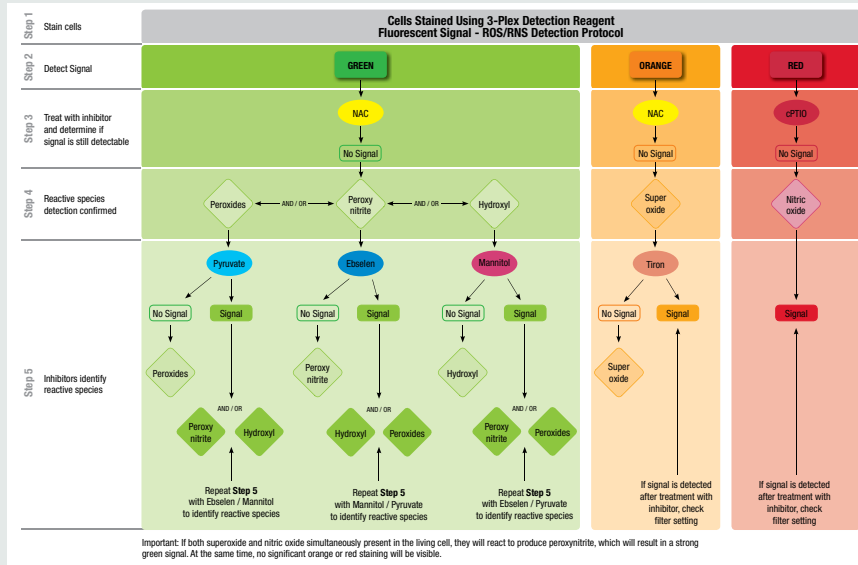 Step 1
Stain cells
Cells Stained Using 3-Plex Detection Reagent
Fluorescent Signal - ROS/RNS Detection Protocol
Step 2
Detect Signal
GREEN
ORANGE
RED
Step 3
Treat with inhibitor
and determine if
signal is still detectable
NAC
NAC
cPTIO
No Signal
No Signal
No Signal
Step 4
Reactive species
detection confirmed
Peroxides
AND / OR
Peroxy
nitrite
AND / OR
Hydroxyl
Super
oxide
Nitric
oxide
Step 5
Inhibitors identify
reactive species
Pyruvate
Ebselen
Mannitol
Tiron
No Signal
Signal
No Signal
Signal
No Signal
Signal
No Signal
Signal
Signal
Peroxides
Peroxy
nitrite
Hydroxyl
Super
oxide
AND / OR
AND / OR
AND / OR
Peroxy
nitrite
Hydroxyl
Hydroxyl
Peroxides
Peroxy
nitrite
Peroxides
Repeat Step 5
with Ebselen / Mannitol
to identify reactive species
Repeat Step 5
with Mannitol / Pyruvate
to identify reactive species
Repeat Step 5
with Ebselen / Pyruvate
to identify reactive species
If signal is detected
after treatment with
inhibitor, check
filter setting
If signal is detected
after treatment with
inhibitor, check
filter setting
Important: If both superoxide and nitric oxide simultaneously present in the living cell, they will react to produce peroxynitrite, which will result in a strong
green signal. At the same time, no significant orange or red staining will be visible.